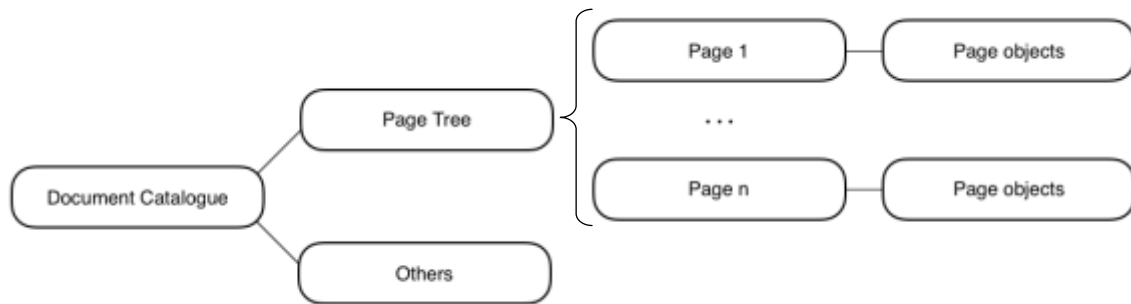 Page 1
Page objects
Page Tree
...
Page n
Page objects
Document Catalogue
Others